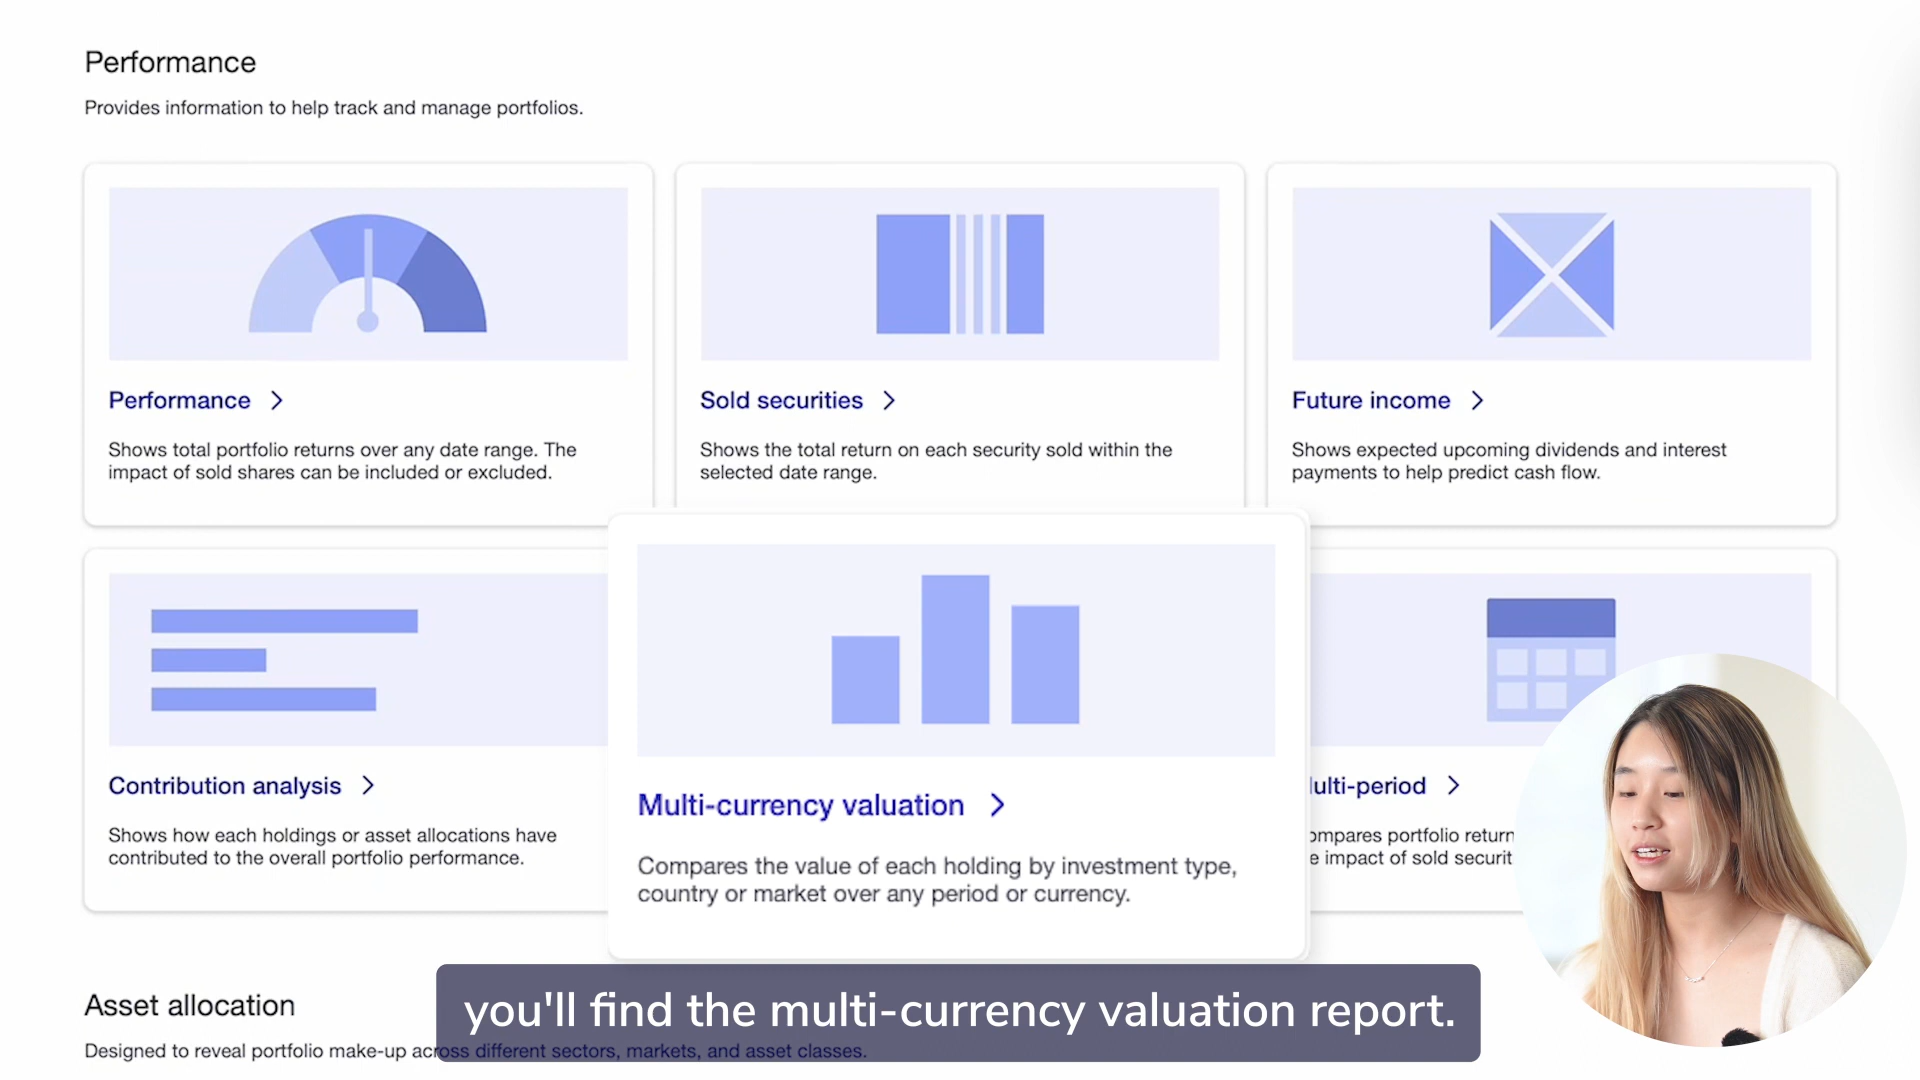 Performance
Provides information to help track and manage portfolios.
Performance
Shows total portfolio returns over any date range. The
impact of sold shares can be included or excluded.
Sold securities
Shows the total return on each security sold within the
selected date range.
Future income
Shows expected upcoming dividends and interest
payments to help predict cash flow.
Contribution analysis
Shows how each holdings or asset allocations have
contributed to the overall portfolio performance.
Multi-currency valuation
Compares the value of each holding by investment type,
country or market over any period or currency.
ulti-period
ompares portfolio return
e impact of sold securit
Asset allocation
Designed to reveal portfolio make-up across different sectors, markets, and asset classes.
you'll find the multi-currency valuation report.